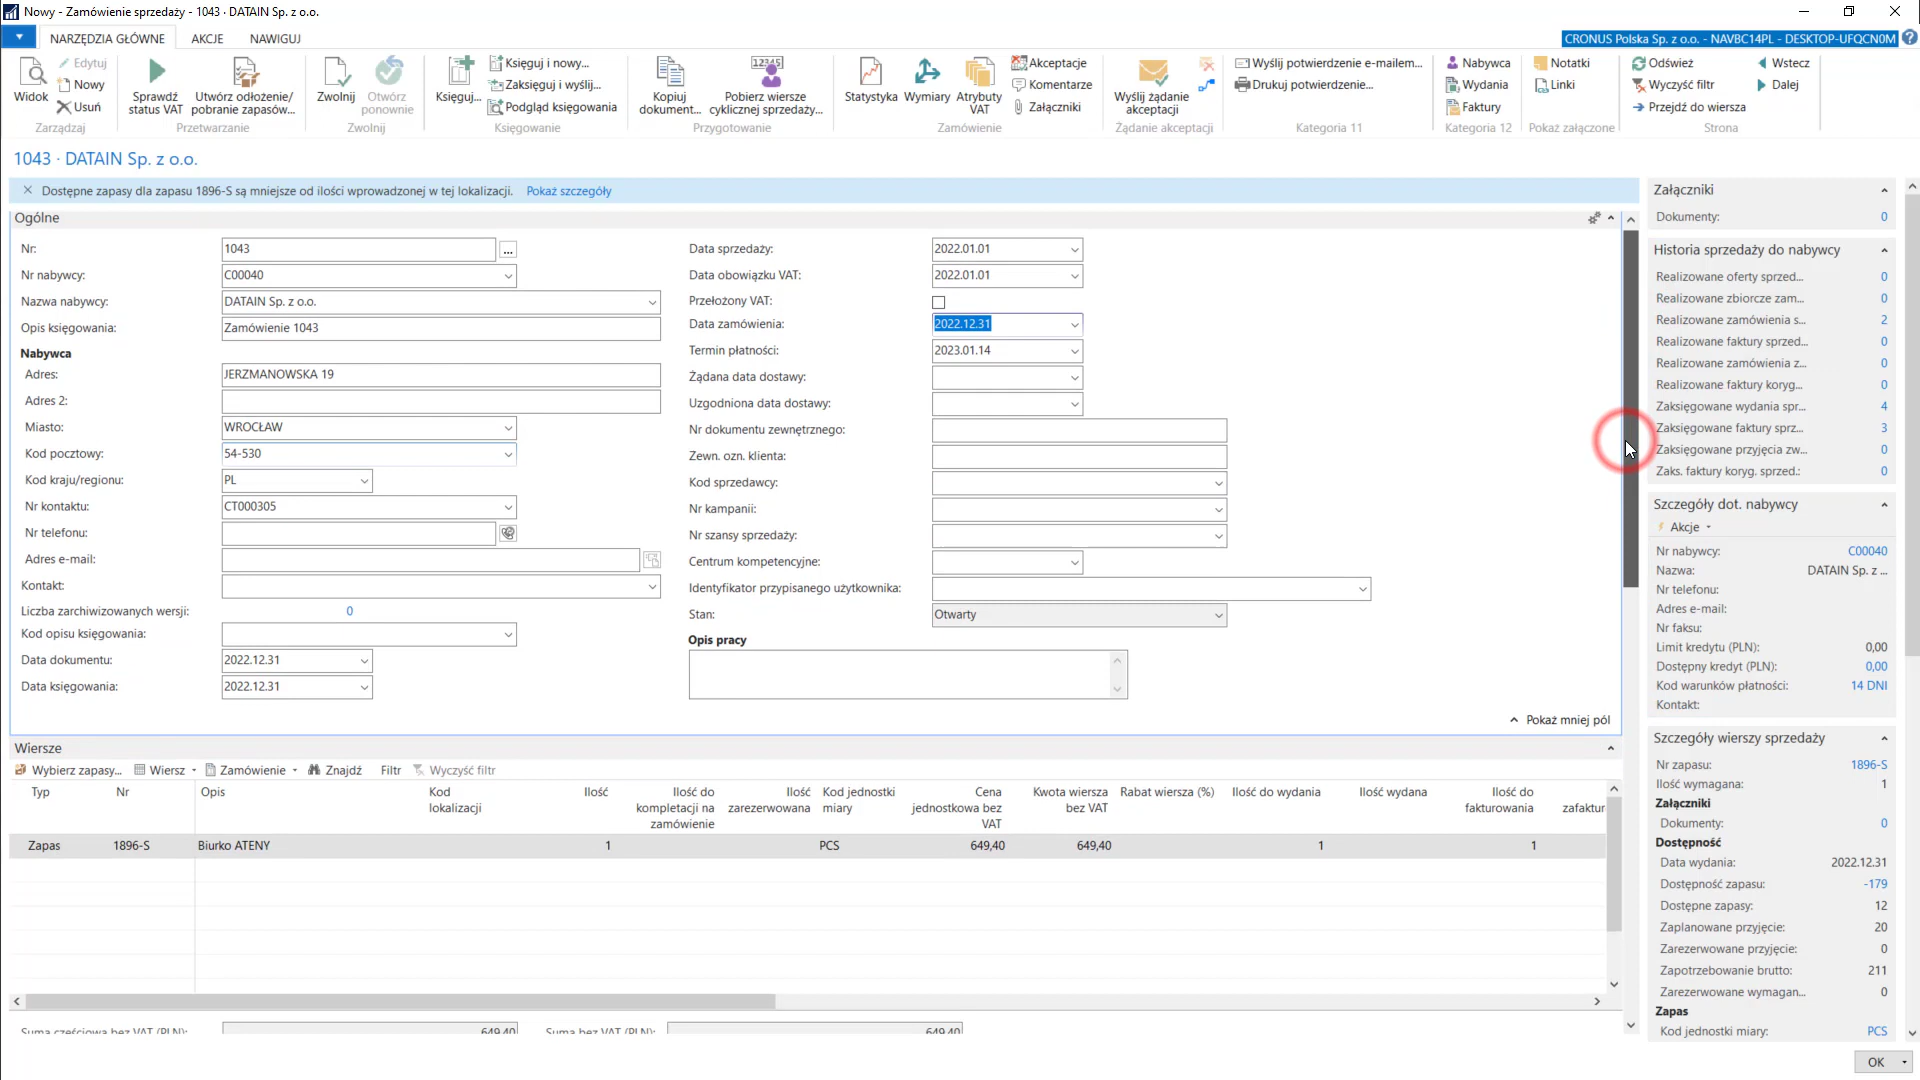 Nowy - Zamówienie sprzedaży - 1043 · DATAIN Sp. z o.o.
NARZĘDZIA GŁÓWNE AKCJE NAWIGUJ
CRONUS Polska Sp. z o.o. - NAVBC14PL - DESKTOP-UFQCN0M
Widok
Edytuj
Nowy
Usuń
Zarządzaj
Sprawdź status VAT
Utwórz odłożenie/ pobranie zapasów...
Przetwarzanie
Zwolnij
Otwórz ponownie
Zwolnij
Księguj...
Księguj i nowy...
Zaksięguj i wyślij...
Podgląd księgowania
Księgowanie
Kopiuj dokument...
12345
Pobierz wiersze cyklicznej sprzedaży...
Przygotowanie
Statystyka
Wymiary
Atrybuty VAT
Akceptacje
Komentarze
Załączniki
Zamówienie
Wyślij żądanie akceptacji
Żądanie akceptacji
Wyślij potwierdzenie e-mailem...
Drukuj potwierdzenie...
Kategoria 11
Nabywca
Wydania
Faktury
Kategoria 12
Notatki
Linki
Pokaż załączone
Odśwież
Wyczyść filtr
Przejdź do wiersza
Wstecz
Dalej
Strona
1043 · DATAIN Sp. z o.o.
Dostępne zapasy dla zapasu 1896-S są mniejsze od ilości wprowadzonej w tej lokalizacji. Pokaż szczegóły
Ogólne
Nr: 1043 ...
Nr nabywcy: C00040
Nazwa nabywcy: DATAIN Sp. z o.o.
Opis księgowania: Zamówienie 1043
Nabywca
Adres: JERZMANOWSKA 19
Adres 2:
Miasto: WROCŁAW
Kod pocztowy: 54-530
Kod kraju/regionu: PL
Nr kontaktu: CT000305
Nr telefonu:
Adres e-mail:
Kontakt:
Liczba zarchiwizowanych wersji: 0
Kod opisu księgowania:
Data dokumentu: 2022.12.31
Data księgowania: 2022.12.31
Data sprzedaży: 2022.01.01
Data obowiązku VAT: 2022.01.01
Przełożony VAT:
Data zamówienia: 2022.12.31
Termin płatności: 2023.01.14
Żądana data dostawy:
Uzgodniona data dostawy:
Nr dokumentu zewnętrznego:
Zewn. ozn. klienta:
Kod sprzedawcy:
Nr kampanii:
Nr szansy sprzedaży:
Centrum kompetencyjne:
Identyfikator przypisanego użytkownika:
Stan: Otwarty
Opis pracy
Pokaż mniej pól
Wiersze
Wybierz zapasy... Wiersz Zamówienie Znajdź Filtr Wyczyść filtr
Typ Nr Opis Kod lokalizacji Ilość Ilość do kompletacji na zamówienie Ilość zarezerwowana Kod jednostki miary Cena jednostkowa bez VAT Kwota wiersza bez VAT Rabat wiersza (%) Ilość do wydania Ilość wydana Ilość do fakturowania zafaktur
Zapas 1896-S Biurko ATENY 1 PCS 649,40 649,40 1 1
Suma częściowa bez VAT (PLN): 649,40 Suma bez VAT (PLN): 649,40
Załączniki
Dokumenty: 0
Historia sprzedaży do nabywcy
Realizowane oferty sprzed... 0
Realizowane zbiorcze zam... 0
Realizowane zamówienia s... 2
Realizowane faktury sprzed... 0
Realizowane zamówienia z... 0
Realizowane faktury koryg... 0
Zaksięgowane wydania spr... 4
Zaksięgowane faktury sprz... 3
Zaksięgowane przyjęcia zw... 0
Zaks. faktury koryg. sprzed.: 0
Szczegóły dot. nabywcy
Akcje
Nr nabywcy: C00040
Nazwa: DATAIN Sp. z ...
Nr telefonu:
Adres e-mail:
Nr faksu:
Limit kredytu (PLN): 0,00
Dostępny kredyt (PLN): 0,00
Kod warunków płatności: 14 DNI
Kontakt:
Szczegóły wierszy sprzedaży
Nr zapasu: 1896-S
Ilość wymagana: 1
Załączniki
Dokumenty: 0
Dostępność
Data wydania: 2022.12.31
Dostępność zapasu: -179
Dostępne zapasy: 12
Zaplanowane przyjęcie: 20
Zarezerwowane przyjęcie: 0
Zapotrzebowanie brutto: 211
Zarezerwowane wymagan... 0
Zapas
Kod jednostki miary: PCS
OK